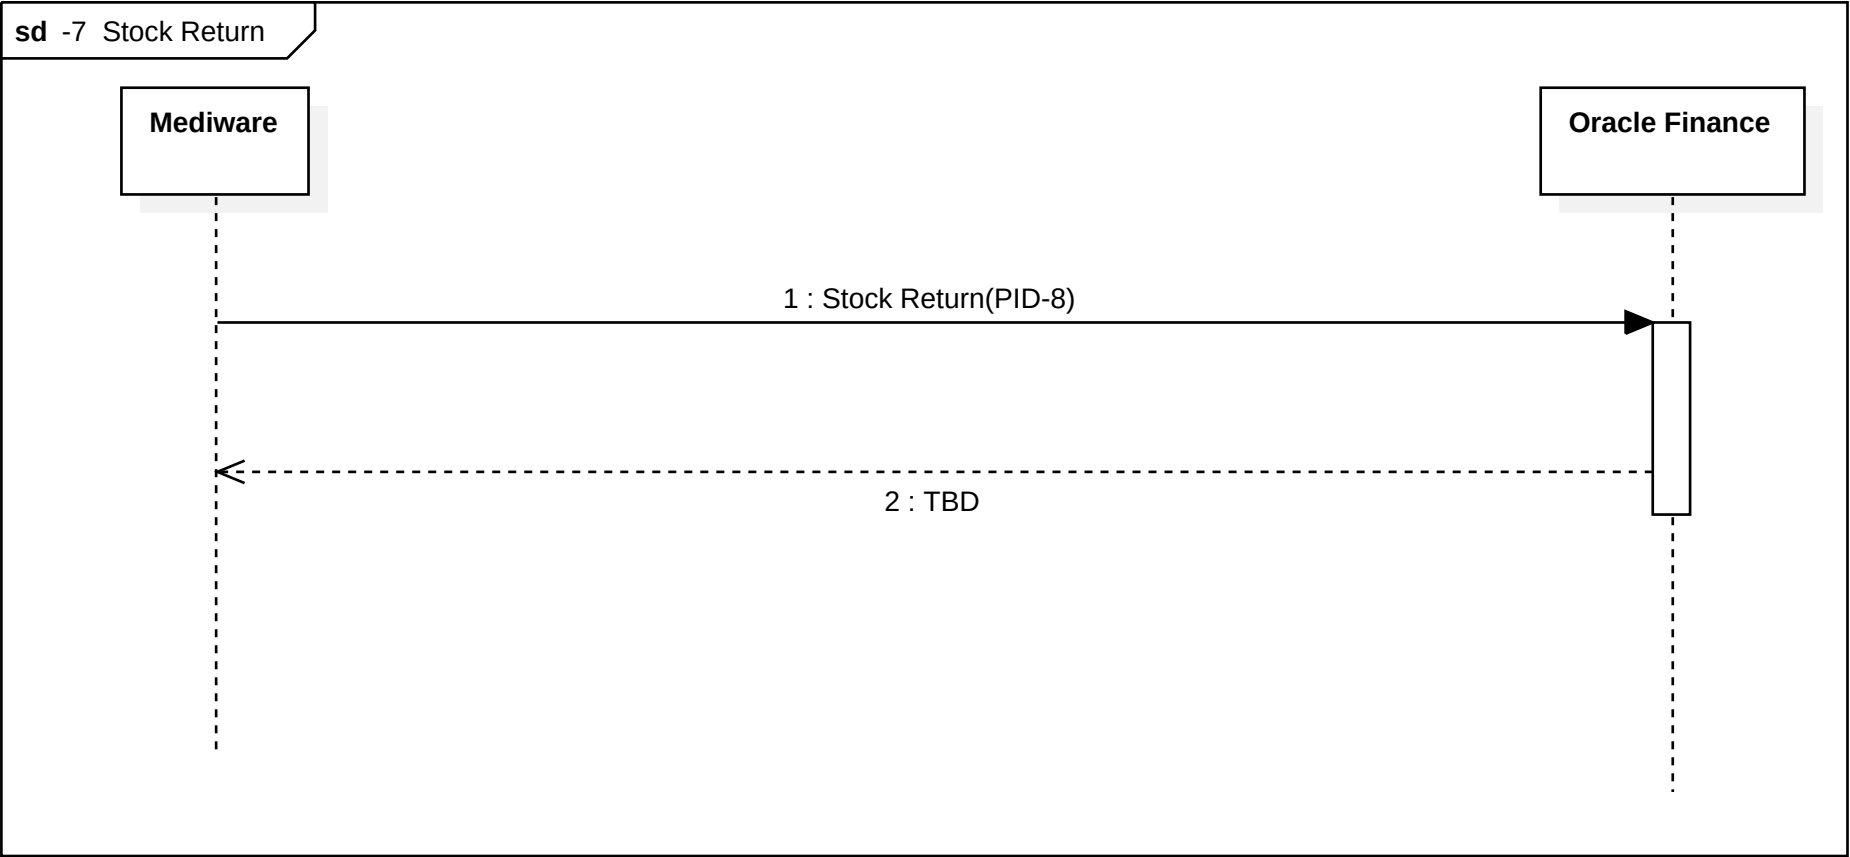 sd -7 Stock Return
Mediware
Oracle Finance
1 : Stock Return(PID-8)
2 : TBD